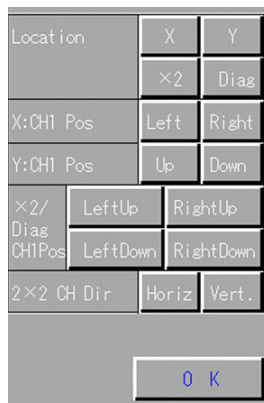 Location X Y
×2 Diag
X:CH1 Pos Left Right
Y:CH1 Pos Up Down
×2/ LeftUp RightUp
Diag
CH1Pos LeftDown RightDown
2×2 CH Dir Horiz Vert.
O K